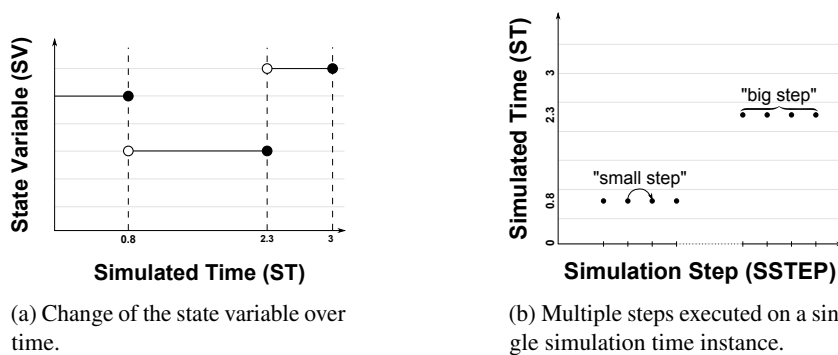 State Variable (SV)
0.8
2.3
3
Simulated Time (ST)
(a) Change of the state variable over
time.
Simulated Time (ST)
3
2.3
0.8
0
"big step"
"small step"
Simulation Step (SSTEP)
(b) Multiple steps executed on a sin-
gle simulation time instance.